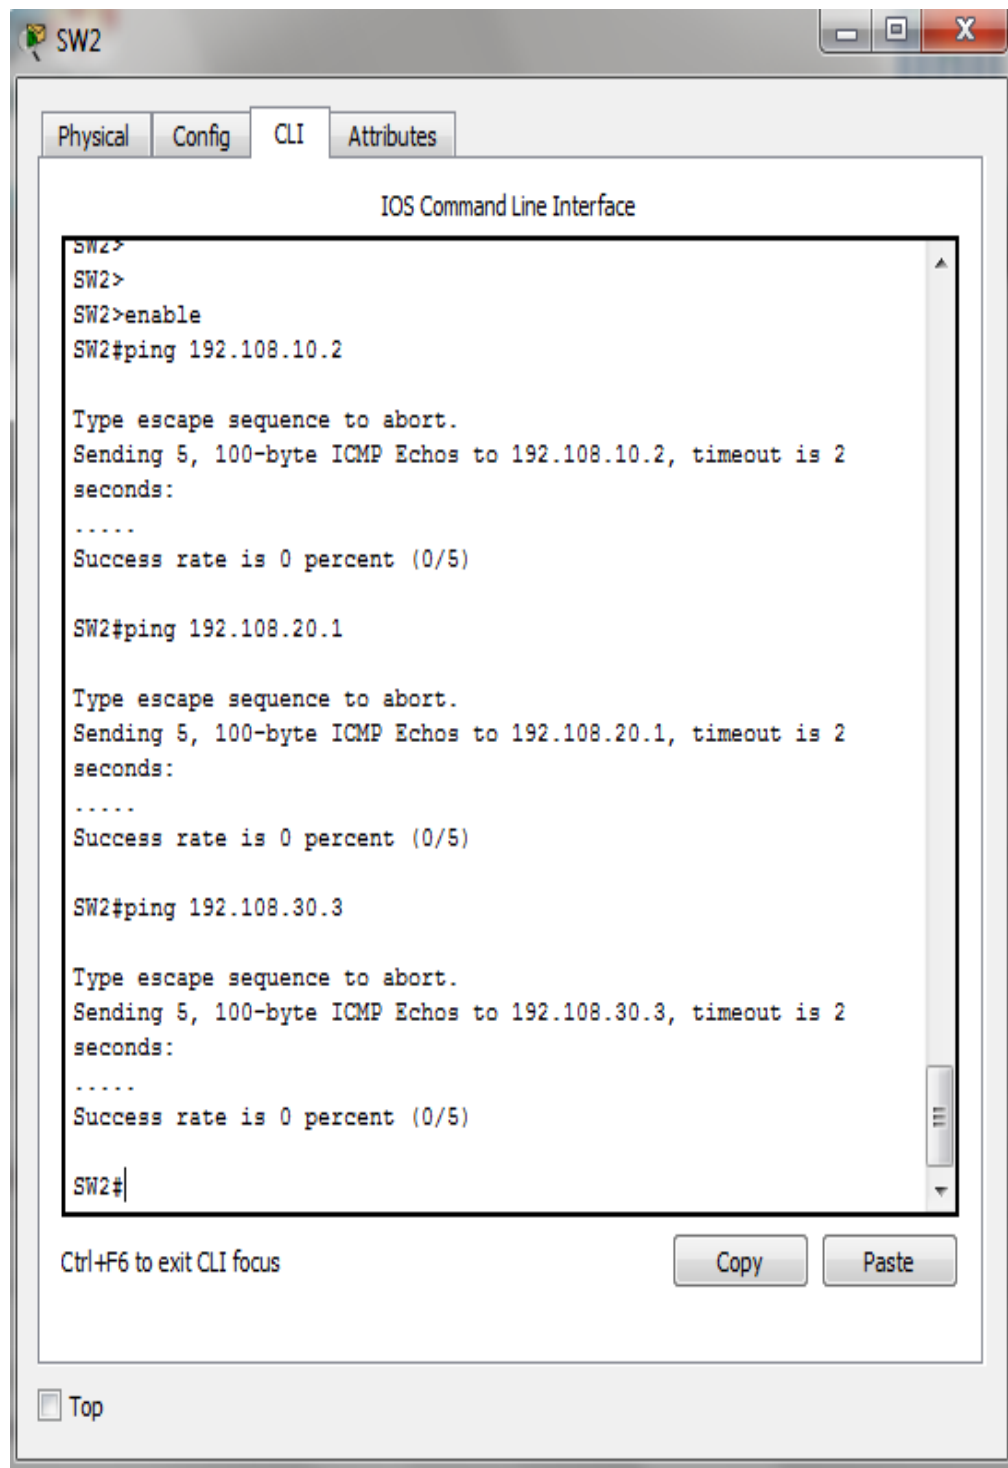 SW2
Physical Config CLI Attributes
IOS Command Line Interface
SW2>
SW2>
SW2>enable
SW2#ping 192.108.10.2
Type escape sequence to abort.
Sending 5, 100-byte ICMP Echos to 192.108.10.2, timeout is 2
seconds:
.....
Success rate is 0 percent (0/5)
SW2#ping 192.108.20.1
Type escape sequence to abort.
Sending 5, 100-byte ICMP Echos to 192.108.20.1, timeout is 2
seconds:
.....
Success rate is 0 percent (0/5)
SW2#ping 192.108.30.3
Type escape sequence to abort.
Sending 5, 100-byte ICMP Echos to 192.108.30.3, timeout is 2
seconds:
.....
Success rate is 0 percent (0/5)
SW2#
Ctrl+F6 to exit CLI focus
Copy Paste
Top